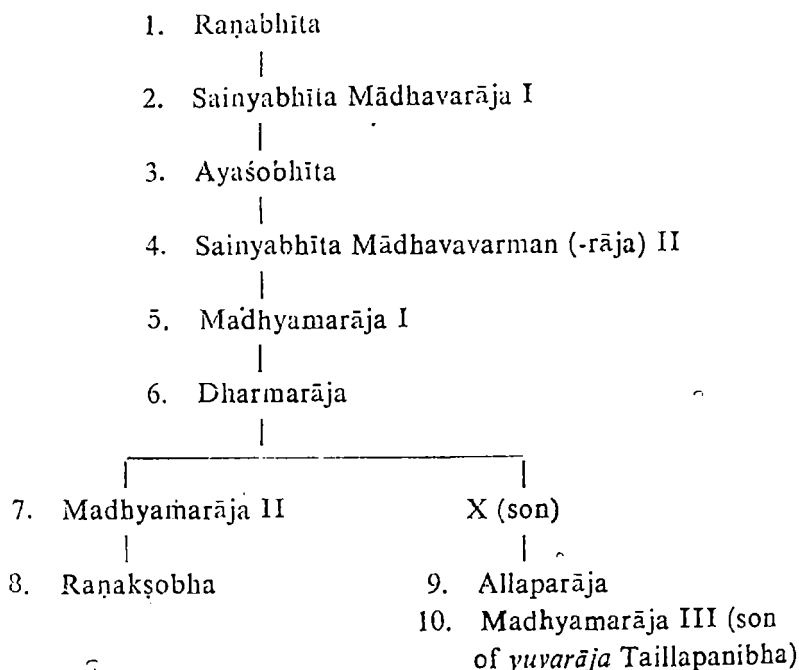 1. Raṇabhīta
2. Sainyabhīta Mādhavarāja I
3. Ayaśobhīta
4. Sainyabhīta Mādhavavarman (-rāja) II
5. Madhyamarāja I
6. Dharmarāja
7. Madhyamarāja II X (son)
8. Raṇakṣobha 9. Allaparāja
10. Madhyamarāja III (son
of yuvarāja Taillapanibha)